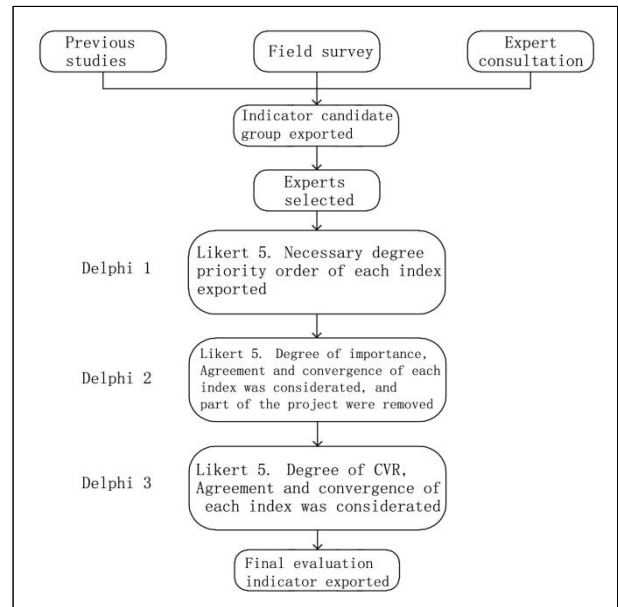 Previous
studies
Field survey
Expert
consultation
Indicator candidate
group exported
Experts
selected
Delphi 1
Likert 5. Necessary degree
priority order of each index
exported
Delphi 2
Likert 5. Degree of importance,
Agreement and convergence of each
index was considerated, and
part of the project were removed
Delphi 3
Likert 5. Degree of CVR,
Agreement and convergence of
each index was considerated
Final evaluation
indicator exported